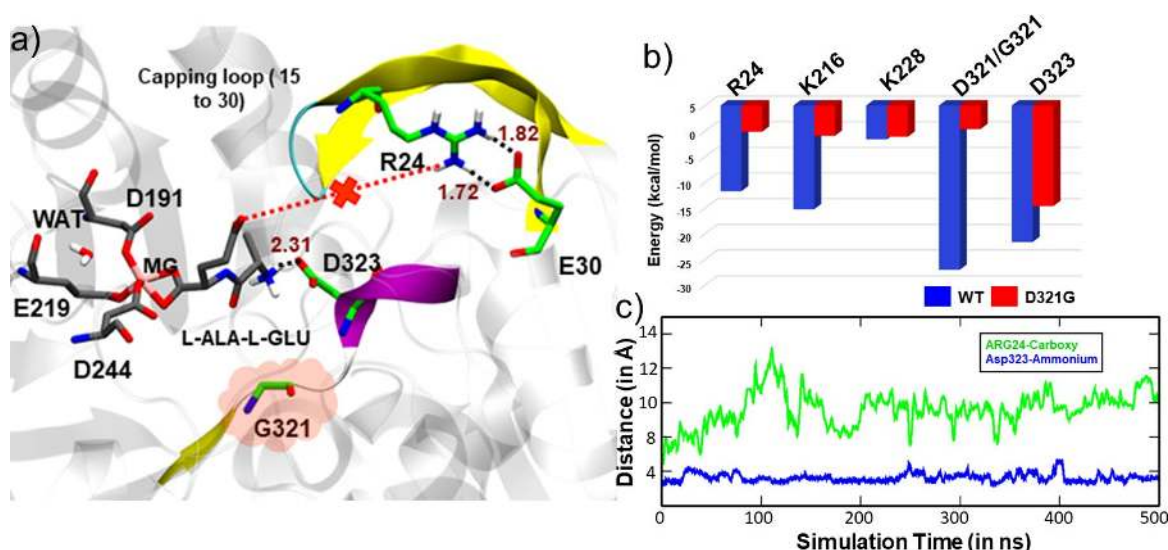 a)
Capping loop ( 15
to 30)
R24
1.82
1.72
E30
D191
WAT
MG
2.31
D323
E219
L-ALA-L-GLU
D244
G321
b)
R24 K216 K228 D321/G321 D323
Energy (kcal/mol)
5
0
-5
-10
-15
-20
-25
-30
WT D321G
c)
Distance (in Å)
14
12
10
8
4
ARG24-Carboxy
Asp323-Ammonium
0 100 200 300 400 500
Simulation Time (in ns)